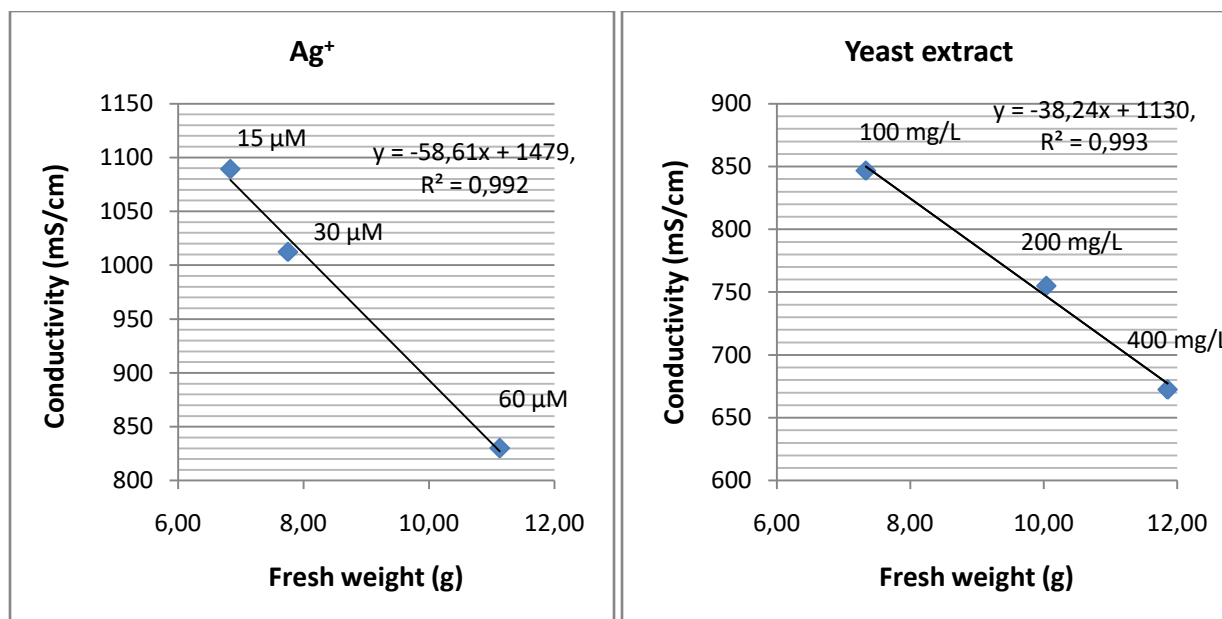 Ag⁺
1150
1100
1050
1000
950
900
850
800
15 µM
30 µM
60 µM
y = -58,61x + 1479,
R² = 0,992
Conductivity (mS/cm)
6,00 8,00 10,00 12,00
Fresh weight (g)
Yeast extract
900
850
800
750
700
650
600
100 mg/L
200 mg/L
400 mg/L
y = -38,24x + 1130,
R² = 0,993
Conductivity (mS/cm)
6,00 8,00 10,00 12,00
Fresh weight (g)